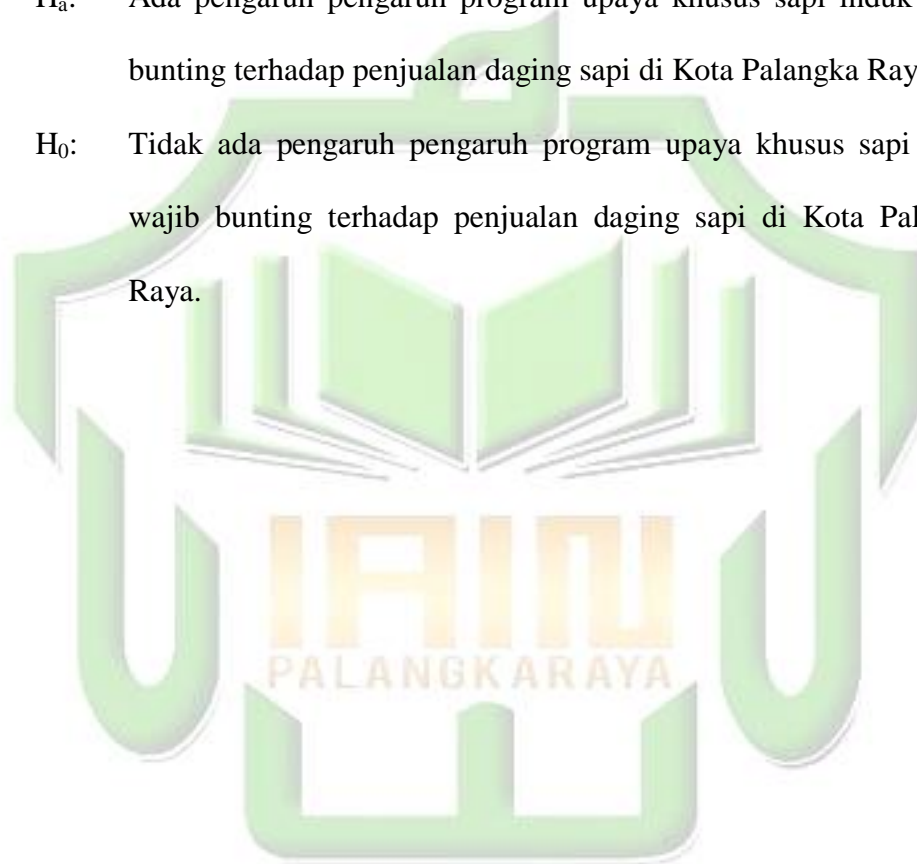 Hₐ: Ada pengaruh pengaruh program upaya khusus sapi induk
bunting terhadap penjualan daging sapi di Kota Palangka Ray
H₀: Tidak ada pengaruh pengaruh program upaya khusus sapi
wajib bunting terhadap penjualan daging sapi di Kota Pal
Raya.
IAIN
PALANGKARAYA